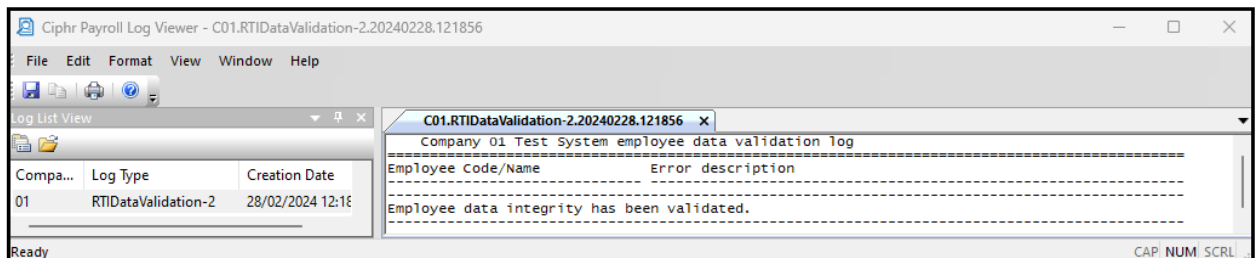 Ciphr Payroll Log Viewer - C01.RTIDataValidation-2.20240228.121856
File Edit Format View Window Help
Log List View
Compa... Log Type Creation Date
01 RTIDataValidation-2 28/02/2024 12:18
C01.RTIDataValidation-2.20240228.121856
Company 01 Test System employee data validation log
================================================================================
Employee Code/Name Error description
-------------------------------- --------------------------------------------------
--------------------------------------------------------------------------------
Employee data integrity has been validated.
--------------------------------------------------------------------------------
Ready
CAP NUM SCRL